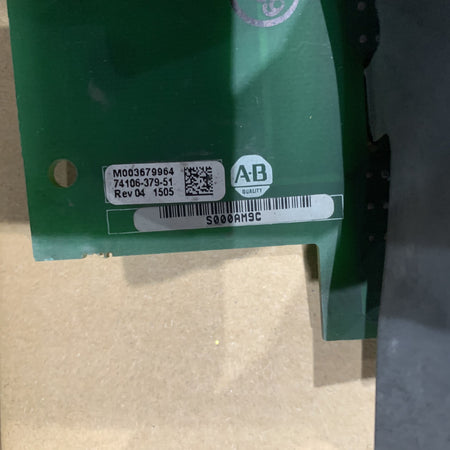 M003679964
74106-379-51
Rev 04 1505
A-B
QUALITY
S000AM9C